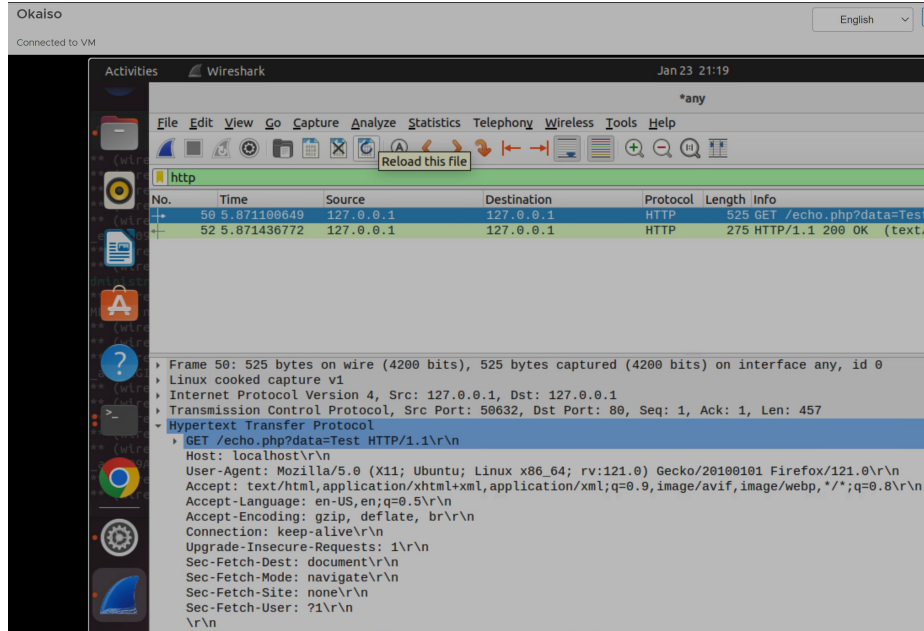 Okaiso
English
Connected to VM
Activities Wireshark Jan 23 21:19
*any
File Edit View Go Capture Analyze Statistics Telephony Wireless Tools Help
Reload this file
http
No. Time Source Destination Protocol Length Info
50 5.871100649 127.0.0.1 127.0.0.1 HTTP 525 GET /echo.php?data=Tes
52 5.871436772 127.0.0.1 127.0.0.1 HTTP 275 HTTP/1.1 200 OK (text/
Frame 50: 525 bytes on wire (4200 bits), 525 bytes captured (4200 bits) on interface any, id 0
Linux cooked capture v1
Internet Protocol Version 4, Src: 127.0.0.1, Dst: 127.0.0.1
Transmission Control Protocol, Src Port: 50632, Dst Port: 80, Seq: 1, Ack: 1, Len: 457
Hypertext Transfer Protocol
GET /echo.php?data=Test HTTP/1.1\r\n
Host: localhost\r\n
User-Agent: Mozilla/5.0 (X11; Ubuntu; Linux x86_64; rv:121.0) Gecko/20100101 Firefox/121.0\r\n
Accept: text/html,application/xhtml+xml,application/xml;q=0.9,image/avif,image/webp,*/*;q=0.8\r\n
Accept-Language: en-US,en;q=0.5\r\n
Accept-Encoding: gzip, deflate, br\r\n
Connection: keep-alive\r\n
Upgrade-Insecure-Requests: 1\r\n
Sec-Fetch-Dest: document\r\n
Sec-Fetch-Mode: navigate\r\n
Sec-Fetch-Site: none\r\n
Sec-Fetch-User: ?1\r\n
\r\n